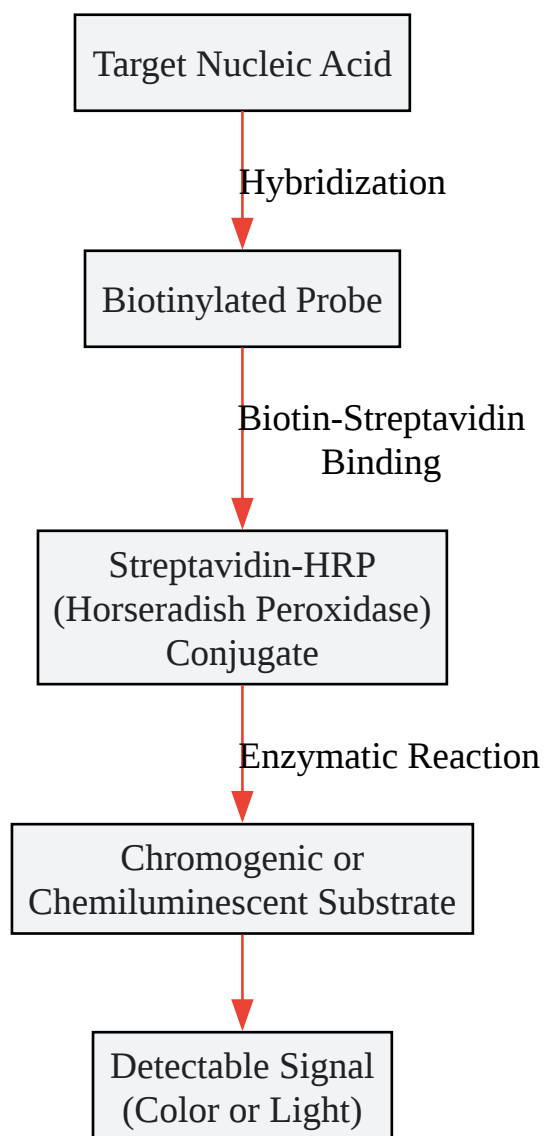 Target Nucleic Acid
Hybridization
Biotinylated Probe
Biotin-Streptavidin
Binding
Streptavidin-HRP
(Horseradish Peroxidase)
Conjugate
Enzymatic Reaction
Chromogenic or
Chemiluminescent Substrate
Detectable Signal
(Color or Light)